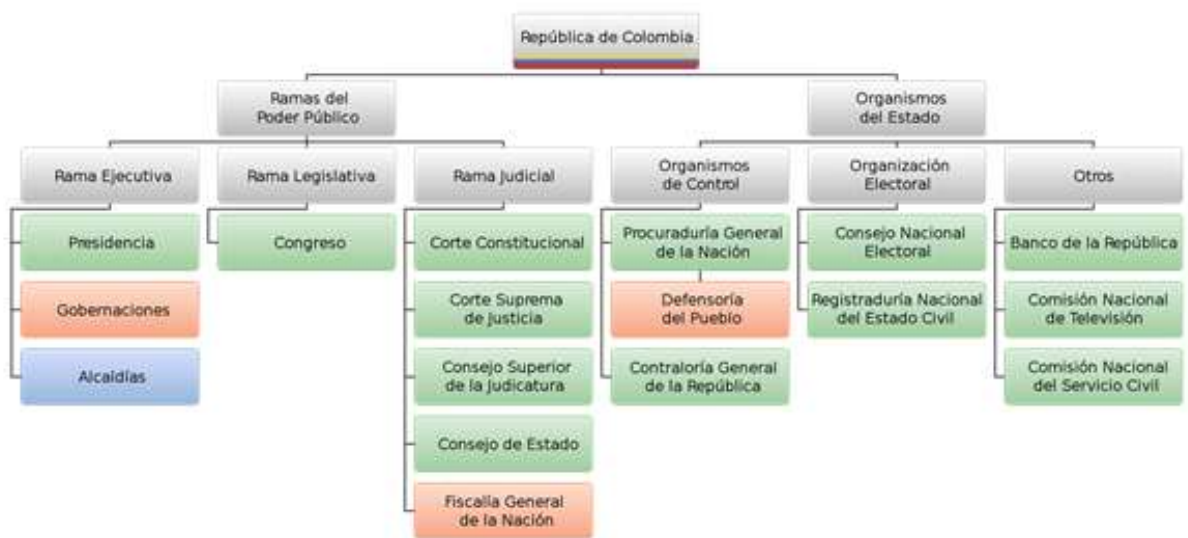 República de Colombia
Ramas del
Poder Público
Organismos
del Estado
Rama Ejecutiva
Rama Legislativa
Rama Judicial
Organismos
de Control
Organización
Electoral
Otros
Presidencia
Congreso
Corte Constitucional
Procuraduría General
de la Nación
Consejo Nacional
Electoral
Banco de la República
Gobernaciones
Corte Suprema
de Justicia
Defensoría
del Pueblo
Registraduría Nacional
del Estado Civil
Comisión Nacional
de Televisión
Alcaldías
Consejo Superior
de la Judicatura
Contraloría General
de la República
Comisión Nacional
del Servicio Civil
Consejo de Estado
Fiscalía General
de la Nación